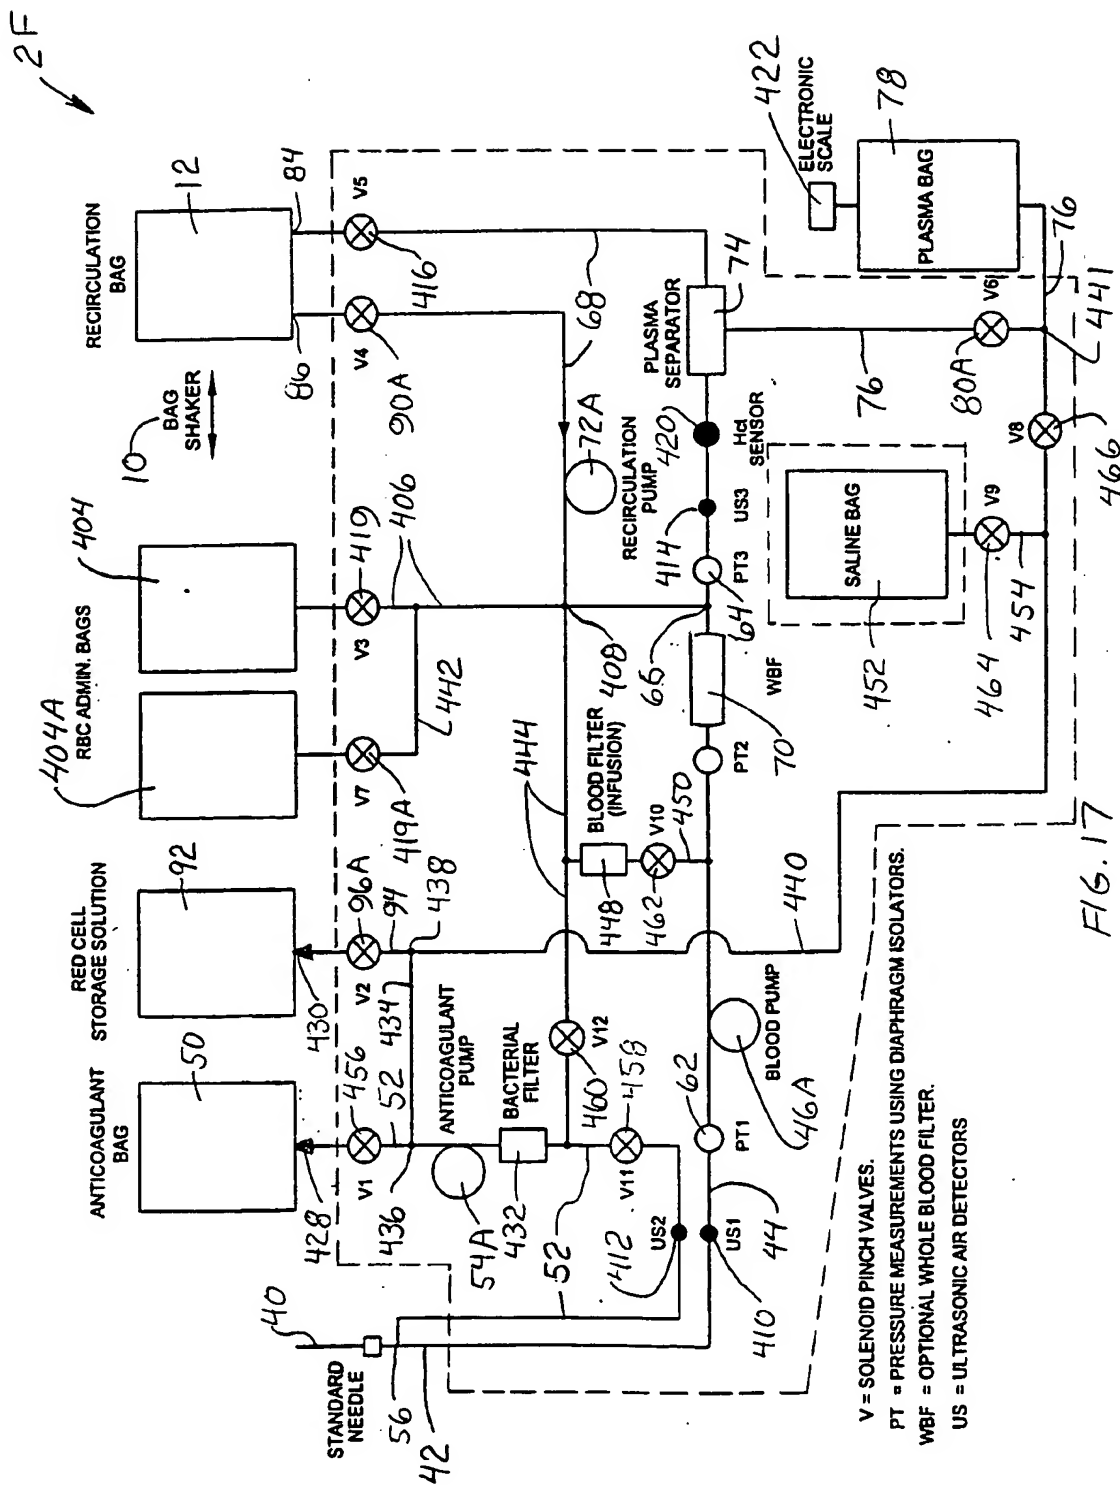 2F
ANTICOAGULANT
BAG
50
RED CELL
STORAGE SOLUTION
92
404A
RBC ADMIN. BAGS
404
10
BAG
SHAKER
RECIRCULATION
BAG
12
40
STANDARD
NEEDLE
428
V1
456
430
V2
96A
V7
419A
V3
419
86
84
V4
90A
V5
416
56
42
436
52
434
94
438
442
406
ANTICOAGULANT
PUMP
54A
432
BACTERIAL
FILTER
52
V11
458
460
V12
444
BLOOD FILTER
(INFUSION)
448
462
V10
450
408
66
RECIRCULATION
PUMP
72A
68
US2
412
US1
410
44
PT1
62
BLOOD PUMP
46A
440
PT2
70
WBF
64
PT3
414
US3
420
Hct
SENSOR
PLASMA
SEPARATOR
74
76
80A
V6
ELECTRONIC
SCALE
422
PLASMA BAG
78
76
441
SALINE BAG
452
464
V9
454
V8
466
V = SOLENOID PINCH VALVES.
PT = PRESSURE MEASUREMENTS USING DIAPHRAGM ISOLATORS.
WBF = OPTIONAL WHOLE BLOOD FILTER.
US = ULTRASONIC AIR DETECTORS
FIG. 17